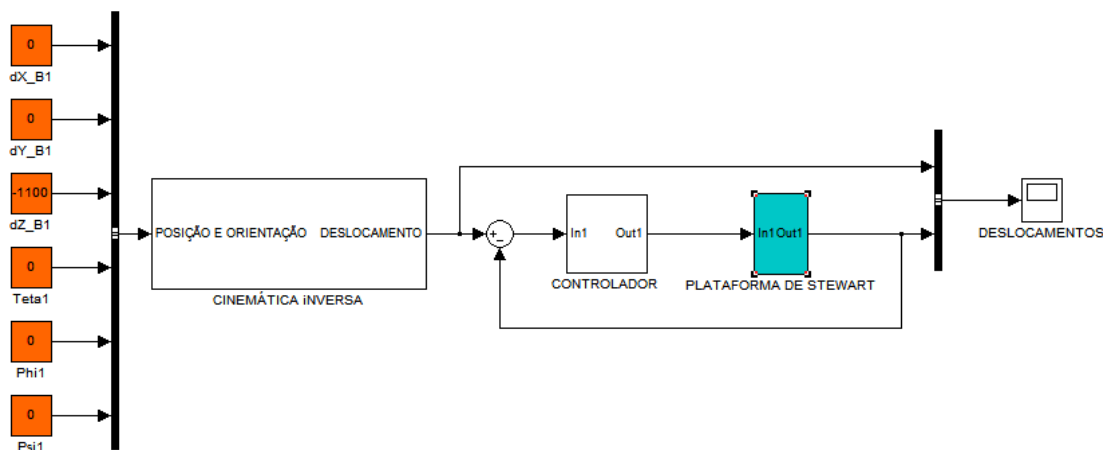 0
dX_B1
0
dY_B1
-1100
dZ_B1
0
Teta1
0
Phi1
0
Psi1
POSIÇÃO E ORIENTAÇÃO DESLOCAMENTO
CINEMÁTICA iNVERSA
+
−
In1 Out1
CONTROLADOR
In1 Out1
PLATAFORMA DE STEWART
DESLOCAMENTOS